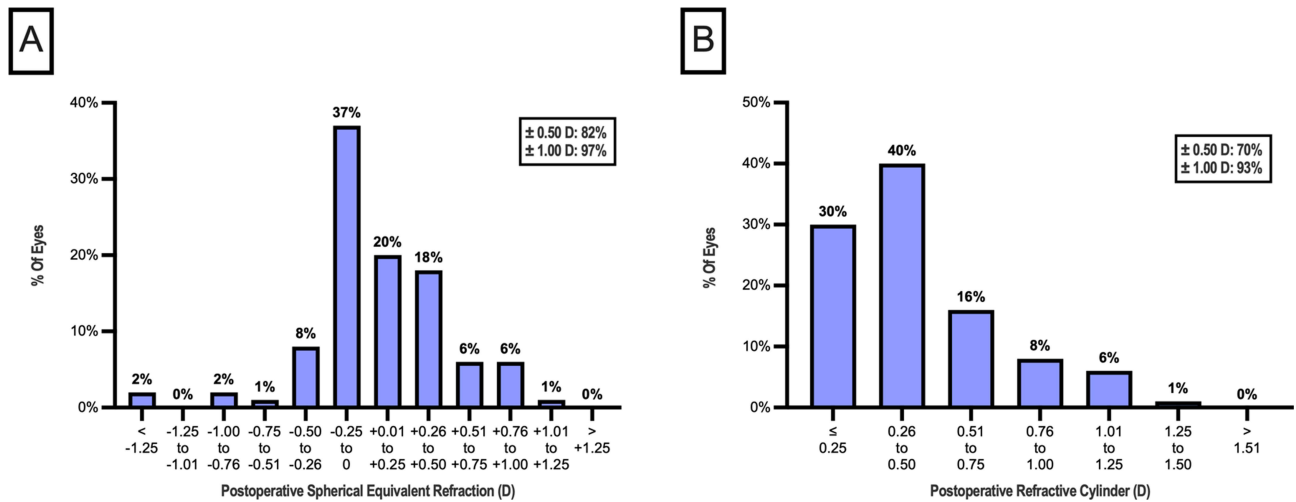 A
40%
30%
20%
10%
0%
% Of Eyes
2%
0%
2%
1%
8%
37%
20%
18%
6%
6%
1%
0%
± 0.50 D: 82%
± 1.00 D: 97%
< -1.25
-1.25 to -1.01
-1.00 to -0.76
-0.75 to -0.51
-0.50 to -0.26
-0.25 to 0
+0.01 to +0.25
+0.26 to +0.50
+0.51 to +0.75
+0.76 to +1.00
+1.01 to +1.25
> +1.25
Postoperative Spherical Equivalent Refraction (D)
B
50%
40%
30%
20%
10%
0%
% Of Eyes
30%
40%
16%
8%
6%
1%
0%
± 0.50 D: 70%
± 1.00 D: 93%
≤ 0.25
0.26 to 0.50
0.51 to 0.75
0.76 to 1.00
1.01 to 1.25
1.25 to 1.50
> 1.51
Postoperative Refractive Cylinder (D)